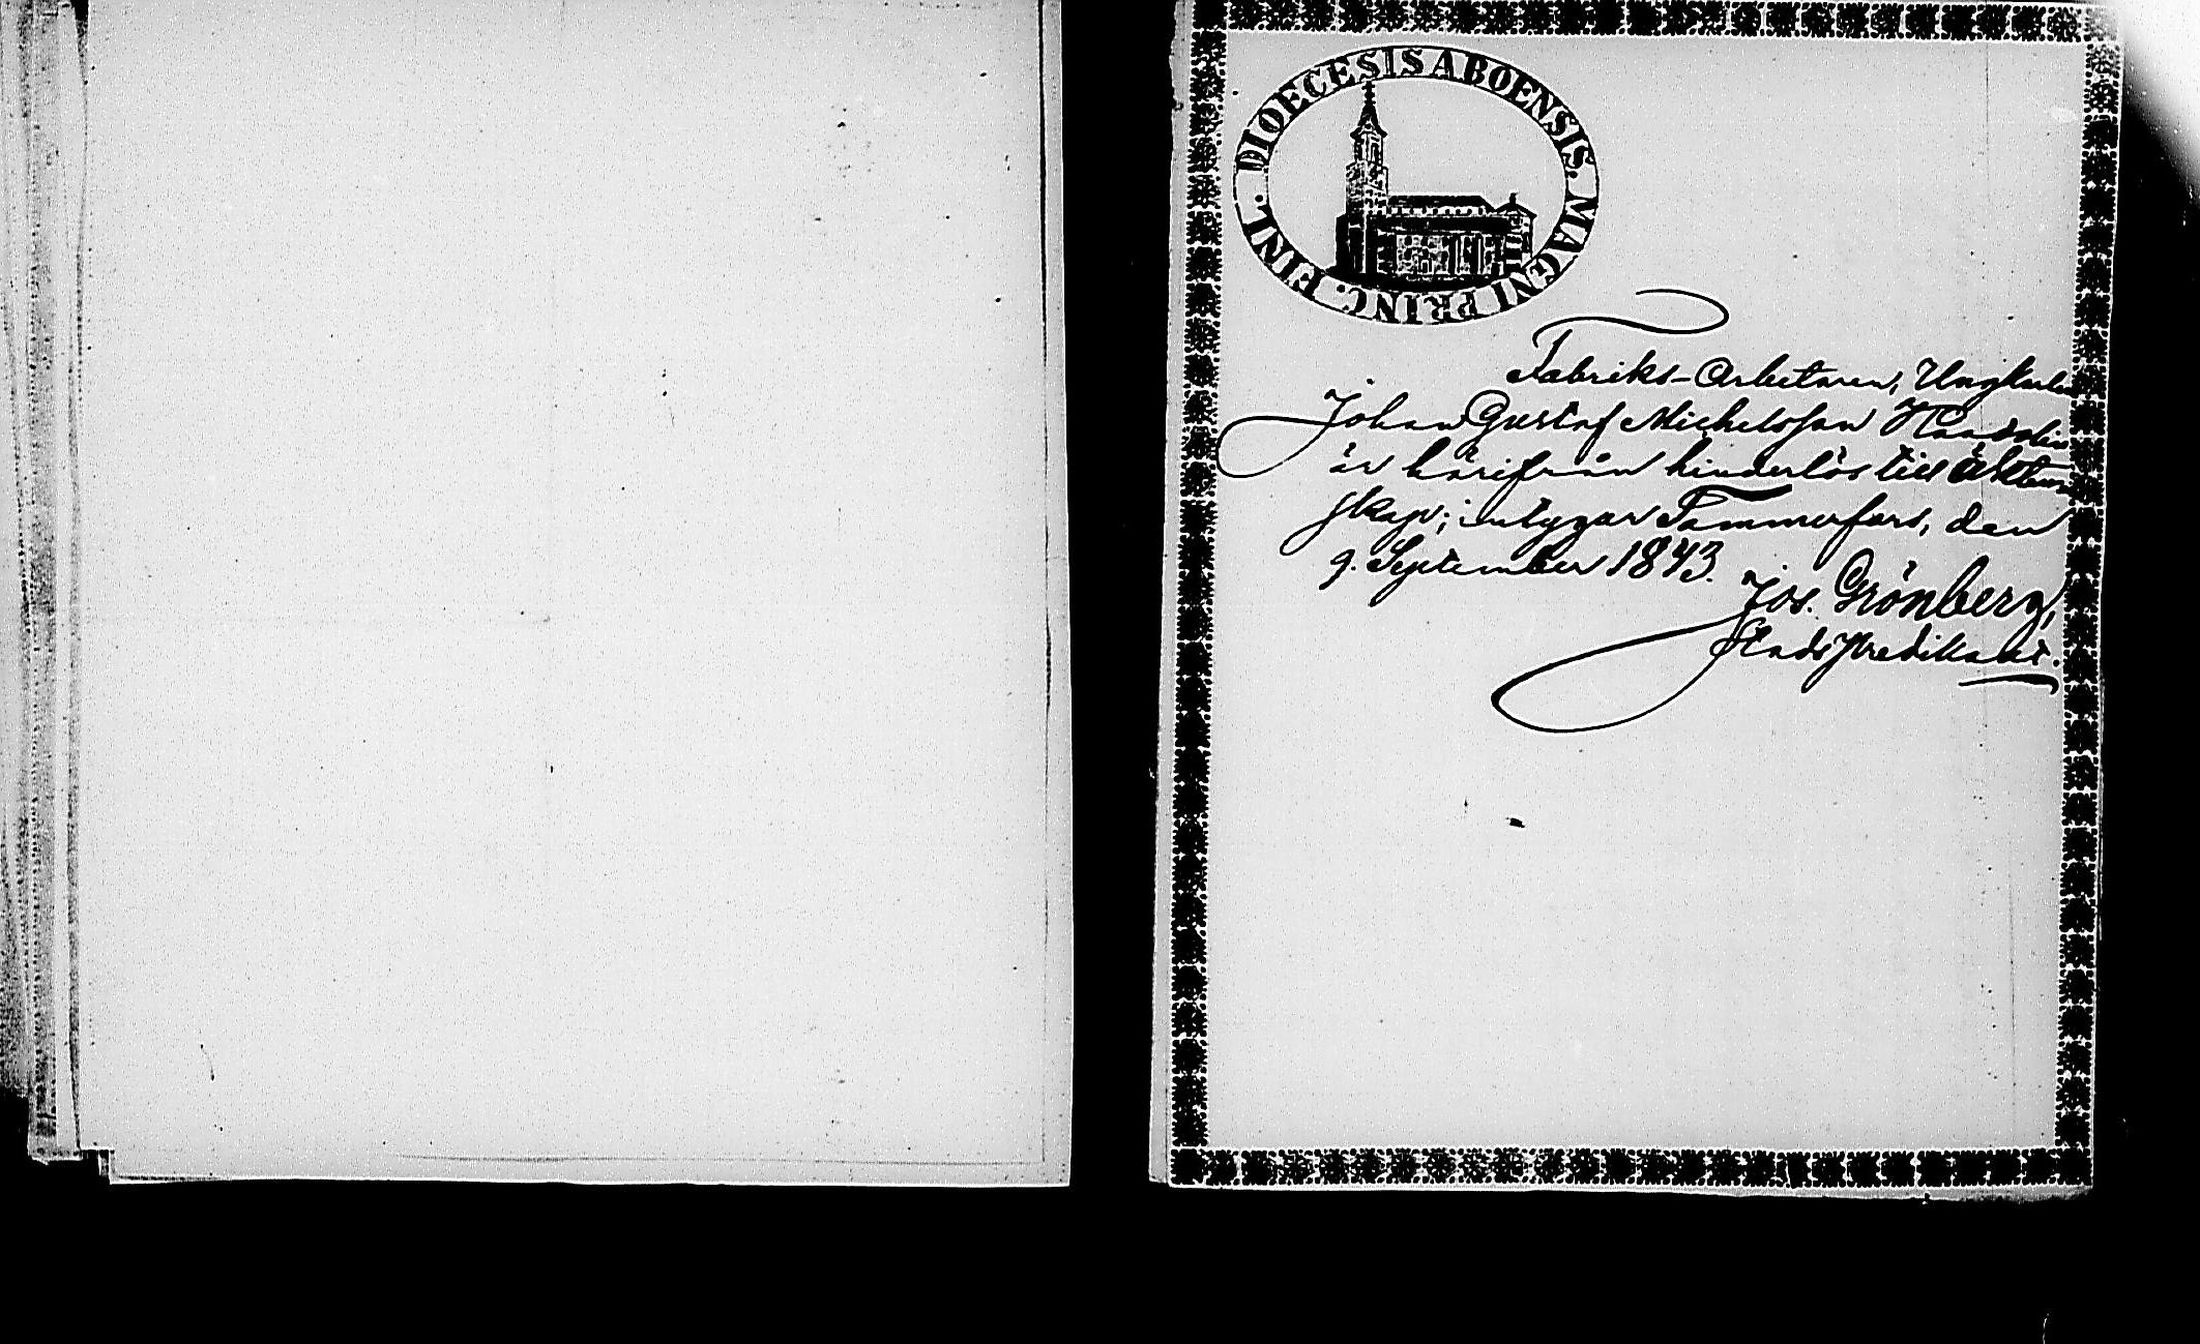 DIOECESIS ABOENSIS. MAGNI PRINC. FINL.
Fabriks-Arbetaren, Ungkarlen
Johan Gustaf Michelsson
är härifrån hinderlös till äkten-
skap; intygar Tammerfors, den
9. September 1843.
Jos. Grönberg,
StadsPredikant.